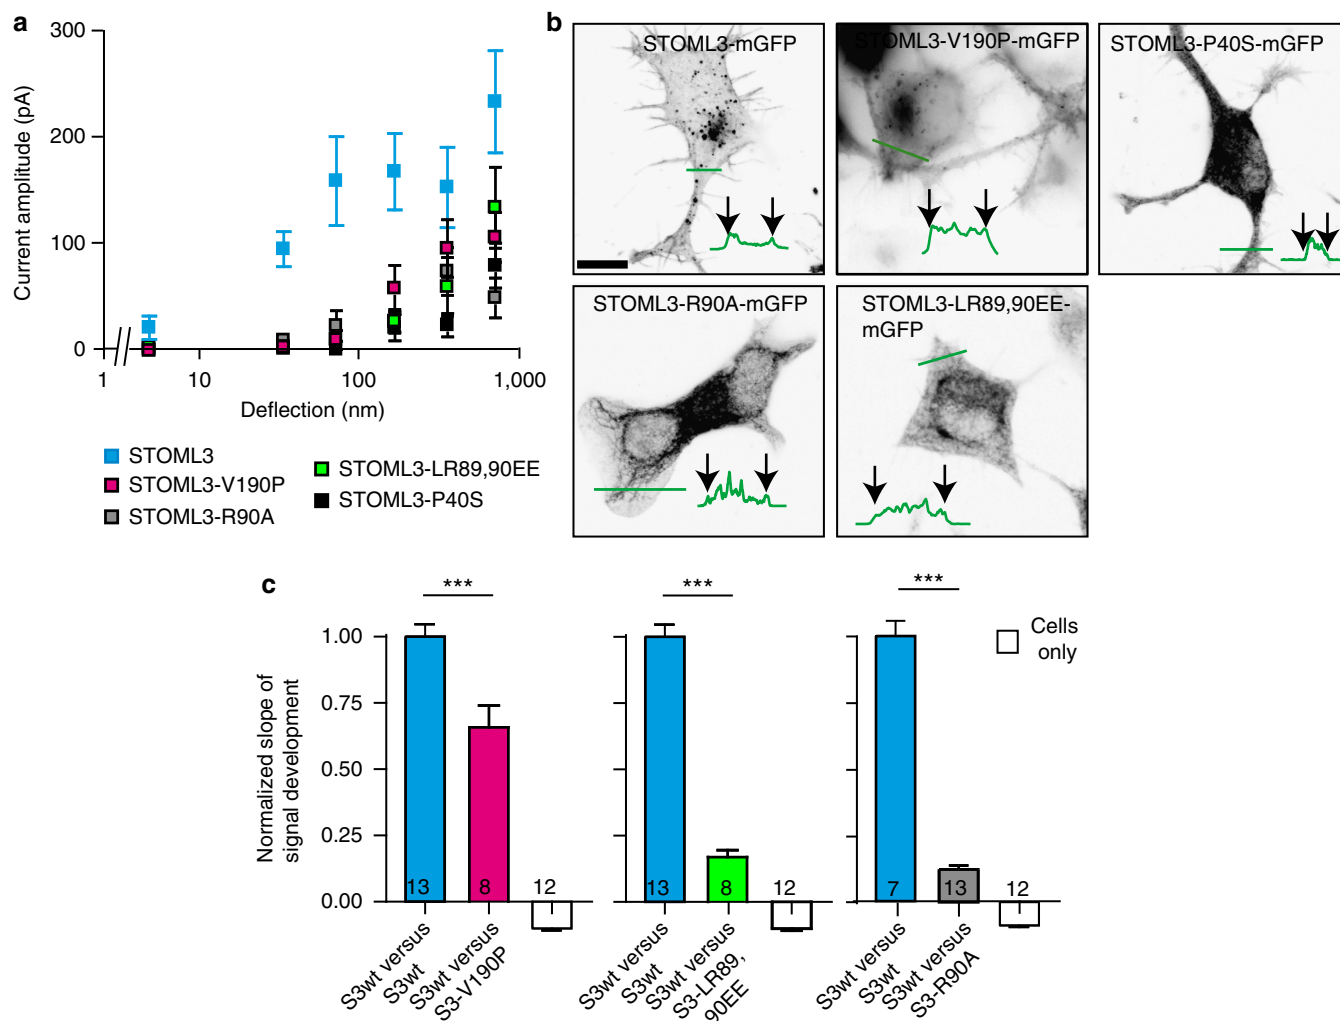 a
300
200
100
0
Current amplitude (pA)
1
10
100
1,000
Deflection (nm)
STOML3
STOML3-V190P
STOML3-R90A
STOML3-LR89,90EE
STOML3-P40S
b
STOML3-mGFP
STOML3-V190P-mGFP
STOML3-P40S-mGFP
STOML3-R90A-mGFP
STOML3-LR89,90EE-
mGFP
c
***
***
***
Cells
only
Normalized slope of
signal development
1.00
0.75
0.50
0.25
0.00
13
8
12
13
8
12
7
13
12
S3wt versus
S3wt
S3wt versus
S3-V190P
S3wt versus
S3wt
S3wt versus
S3-LR89,
90EE
S3wt versus
S3wt
S3wt versus
S3-R90A